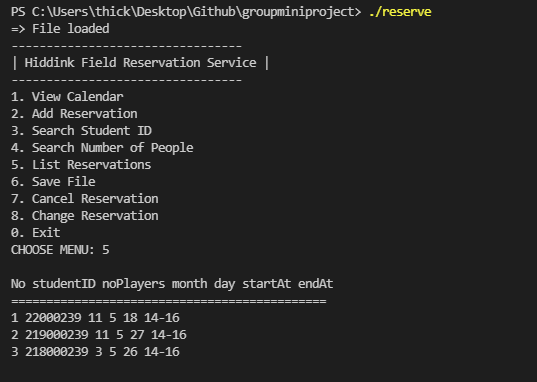 PS C:\Users\thick\Desktop\Github\groupminiproject> ./reserve
=> File loaded
---------------------------------
| Hiddink Field Reservation Service |
---------------------------------
1. View Calendar
2. Add Reservation
3. Search Student ID
4. Search Number of People
5. List Reservations
6. Save File
7. Cancel Reservation
8. Change Reservation
0. Exit
CHOOSE MENU: 5
No studentID noPlayers month day startAt endAt
=============================================
1 22000239 11 5 18 14-16
2 219000239 11 5 27 14-16
3 218000239 3 5 26 14-16